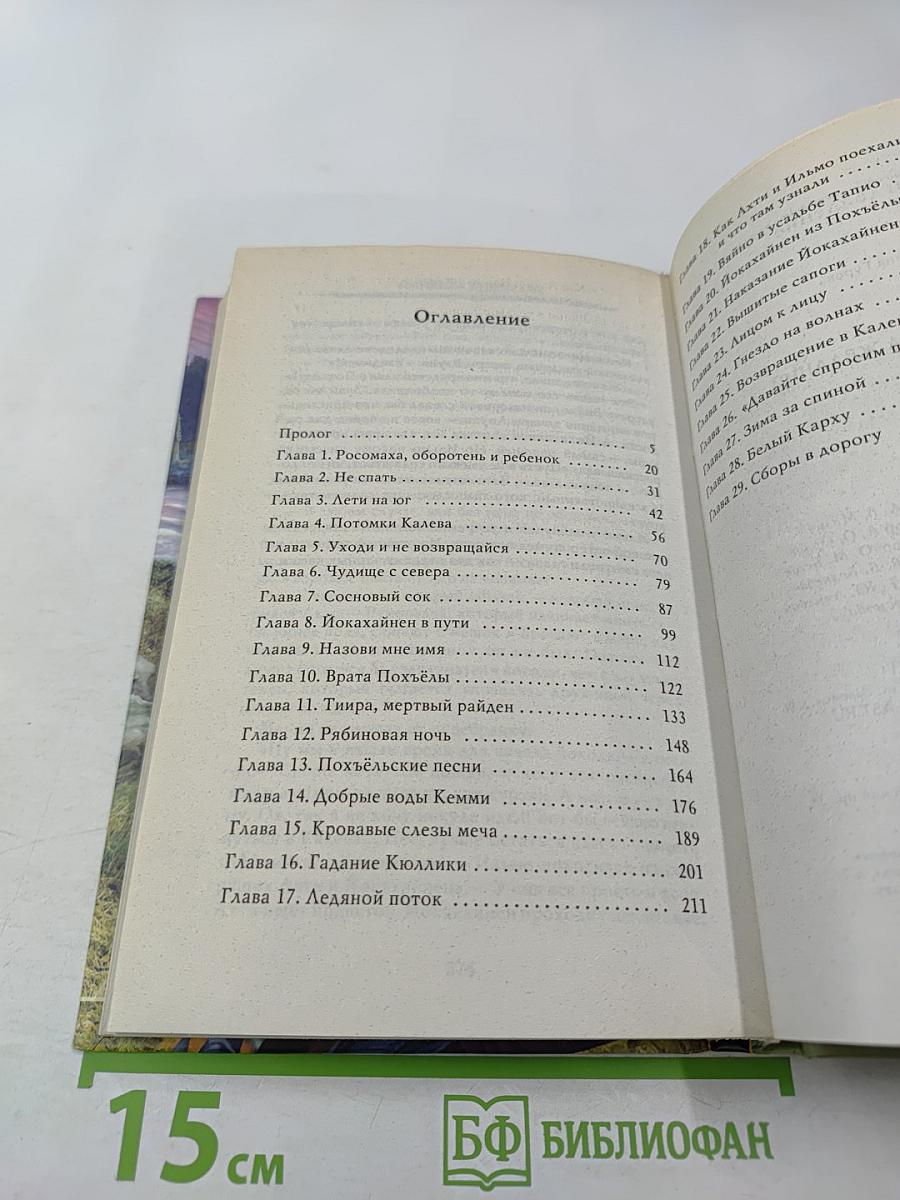 Оглавление
Пролог . . . . . . . . . . . . . . . . . . . . . . . . 5
Глава 1. Росомаха, оборотень и ребенок . . . . . . . . 20
Глава 2. Не спать . . . . . . . . . . . . . . . . . . . . 31
Глава 3. Лети на юг . . . . . . . . . . . . . . . . . . . 42
Глава 4. Потомки Калева . . . . . . . . . . . . . . . . 56
Глава 5. Уходи и не возвращайся . . . . . . . . . . . . 70
Глава 6. Чудище с севера . . . . . . . . . . . . . . . . 79
Глава 7. Сосновый сок . . . . . . . . . . . . . . . . . 87
Глава 8. Йокахайнен в пути . . . . . . . . . . . . . . 99
Глава 9. Назови мне имя . . . . . . . . . . . . . . . . 112
Глава 10. Врата Похъёлы . . . . . . . . . . . . . . . . 122
Глава 11. Тиира, мертвый райден . . . . . . . . . . . . 133
Глава 12. Рябиновая ночь . . . . . . . . . . . . . . . 148
Глава 13. Похъёльские песни . . . . . . . . . . . . . 164
Глава 14. Добрые воды Кемми . . . . . . . . . . . . . 176
Глава 15. Кровавые слезы меча . . . . . . . . . . . . 189
Глава 16. Гадание Кюллики . . . . . . . . . . . . . . 201
Глава 17. Ледяной поток . . . . . . . . . . . . . . . . 211
Глава 18. Как Ахти и Ильмо поехали
и что там узнали . . . . . .
Глава 19. Вяйно в усадьбе Тапио .
Глава 20. Йокахайнен из Похъёлы
Глава 21. Наказание Йокахайнен
Глава 22. Вышитые сапоги . . . . .
Глава 23. Лицом к лицу . . . . . .
Глава 24. Гнездо на волнах . . . .
Глава 25. Возвращение в Кале
Глава 26. «Давайте спросим п
Глава 27. Зима за спиной . . . .
Глава 28. Белый Карху . . . .
Глава 29. Сборы в дорогу
15 см
БФ БИБЛИОФАН